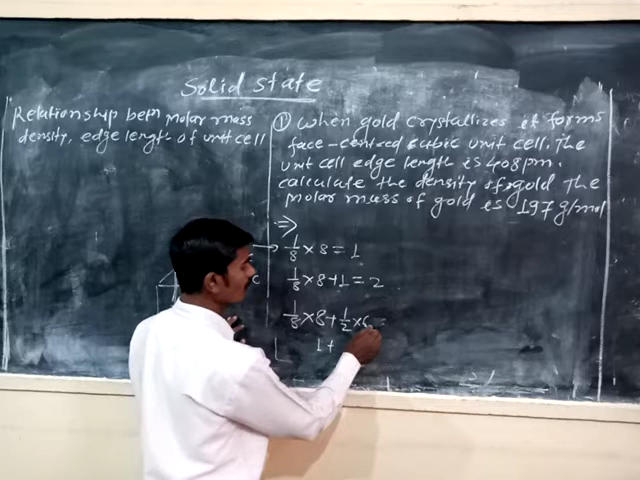 Solid state
Relationship betn molar mass
density, edge length of unit cell
① When gold crystallizes it forms
face-centred cubic unit cell. The
unit cell edge length is 408pm.
calculate the density of gold The
molar mass of gold is 197 g/mol
⇒
→ 1/8 × 8 = 1
C 1/8 × 8 + 1 = 2
1/8 × 8 + 1/2 × 6 =
1 +